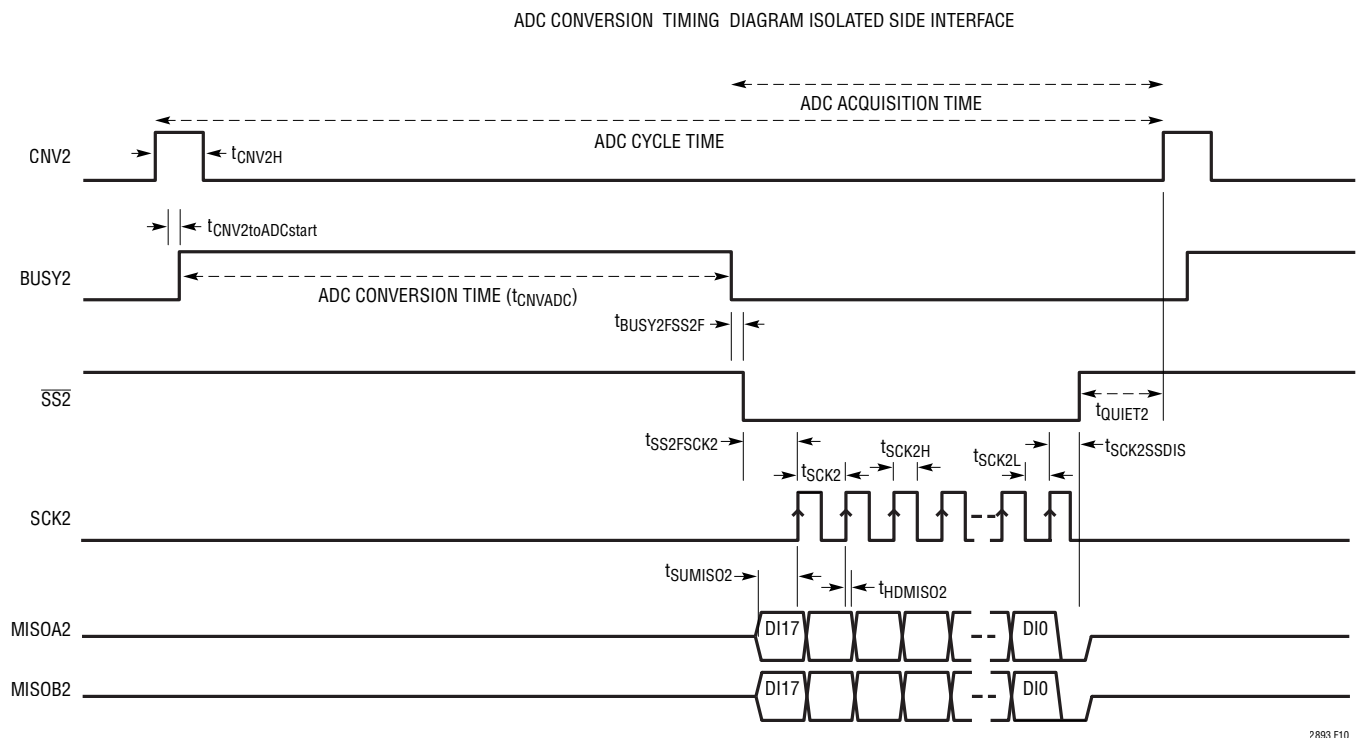 ADC CONVERSION TIMING DIAGRAM ISOLATED SIDE INTERFACE
ADC ACQUISITION TIME
ADC CYCLE TIME
CNV2
tCNV2H
tCNV2toADCstart
BUSY2
ADC CONVERSION TIME (tCNVADC)
tBUSY2FSS2F
SS2
tQUIET2
tSS2FSCK2
tSCK2
tSCK2H
tSCK2L
tSCK2SSDIS
SCK2
tSUMISO2
tHDMISO2
MISOA2
DI17
DI0
MISOB2
DI17
DI0
2893 F10